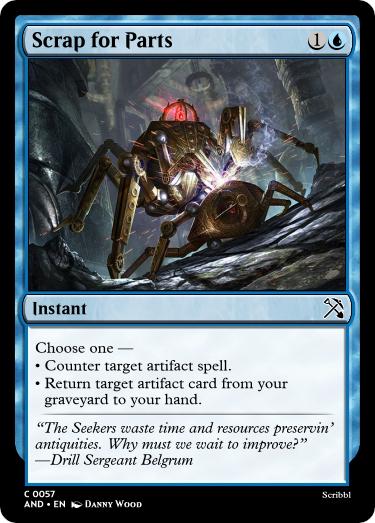 Scrap for Parts 1
Instant
Choose one —
• Counter target artifact spell.
• Return target artifact card from your
graveyard to your hand.
"The Seekers waste time and resources preservin'
antiquities. Why must we wait to improve?"
—Drill Sergeant Belgrum
C 0057
AND • EN Danny Wood
Scribbl